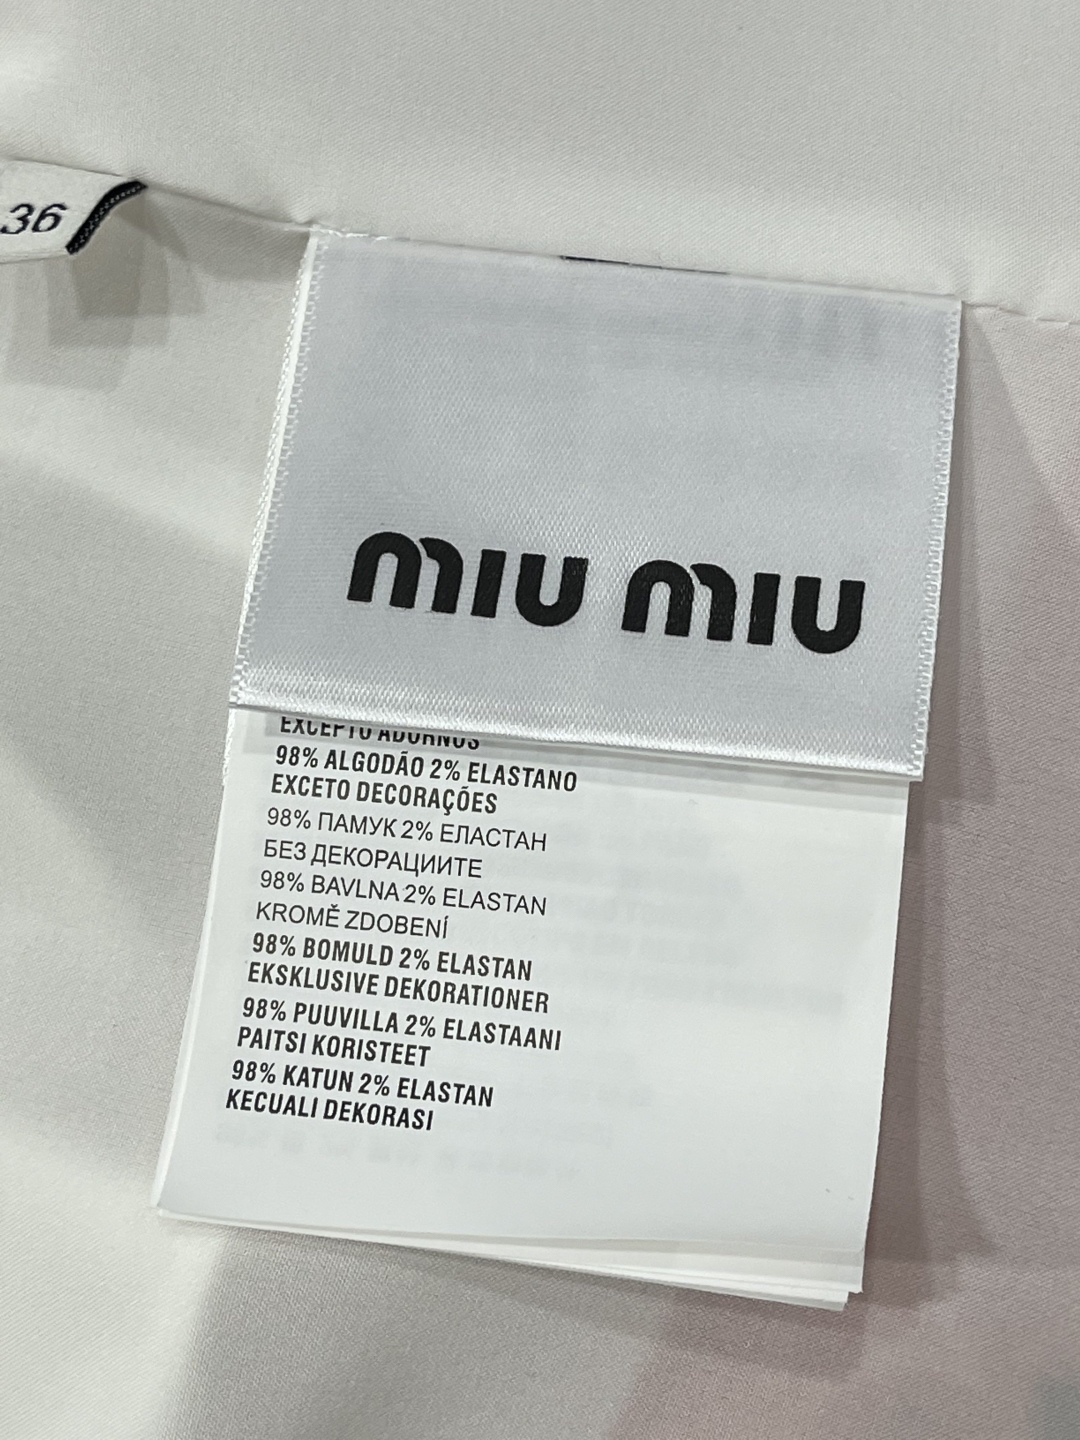 36
miu miu
EXCEPTO ADORNOS
98% ALGODÃO 2% ELASTANO
EXCETO DECORAÇÕES
98% ПАМУК 2% ЕЛАСТАН
БЕЗ ДЕКОРАЦИИТЕ
98% BAVLNA 2% ELASTAN
KROMĚ ZDOBENÍ
98% BOMULD 2% ELASTAN
EKSKLUSIVE DEKORATIONER
98% PUUVILLA 2% ELASTAANI
PAITSI KORISTEET
98% KATUN 2% ELASTAN
KECUALI DEKORASI